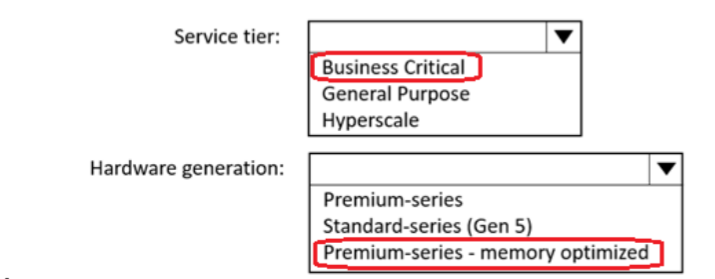 Service tier:
Business Critical
General Purpose
Hyperscale
Hardware generation:
Premium-series
Standard-series (Gen 5)
Premium-series - memory optimized